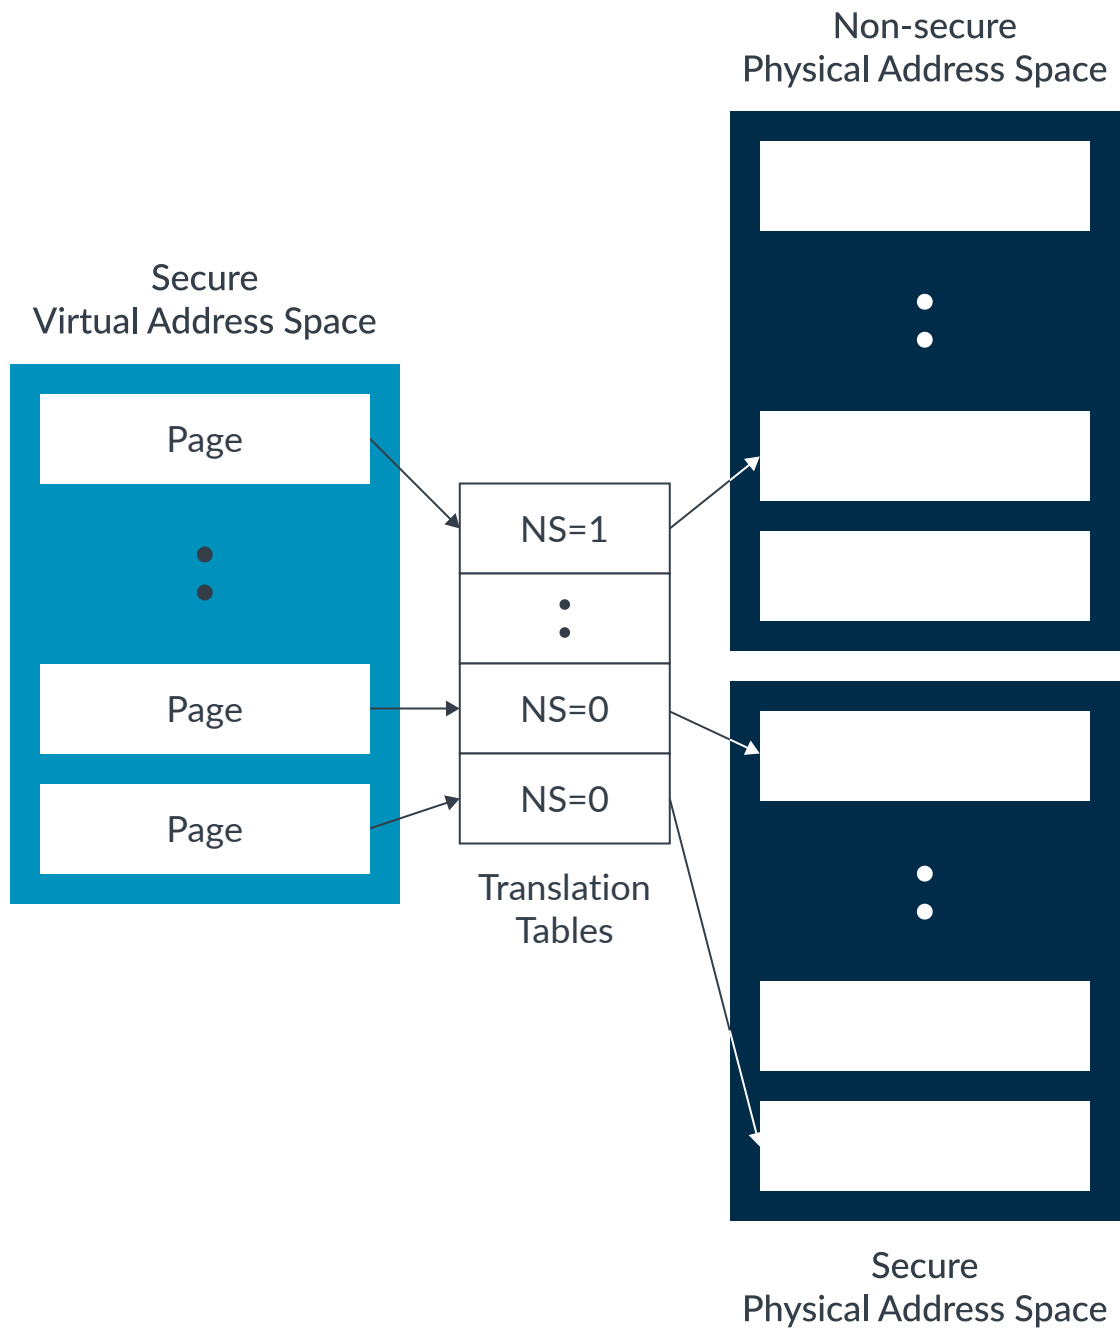 Non-secure
Physical Address Space
Secure
Virtual Address Space
Page
Page
Page
NS=1
NS=0
NS=0
Translation
Tables
Secure
Physical Address Space